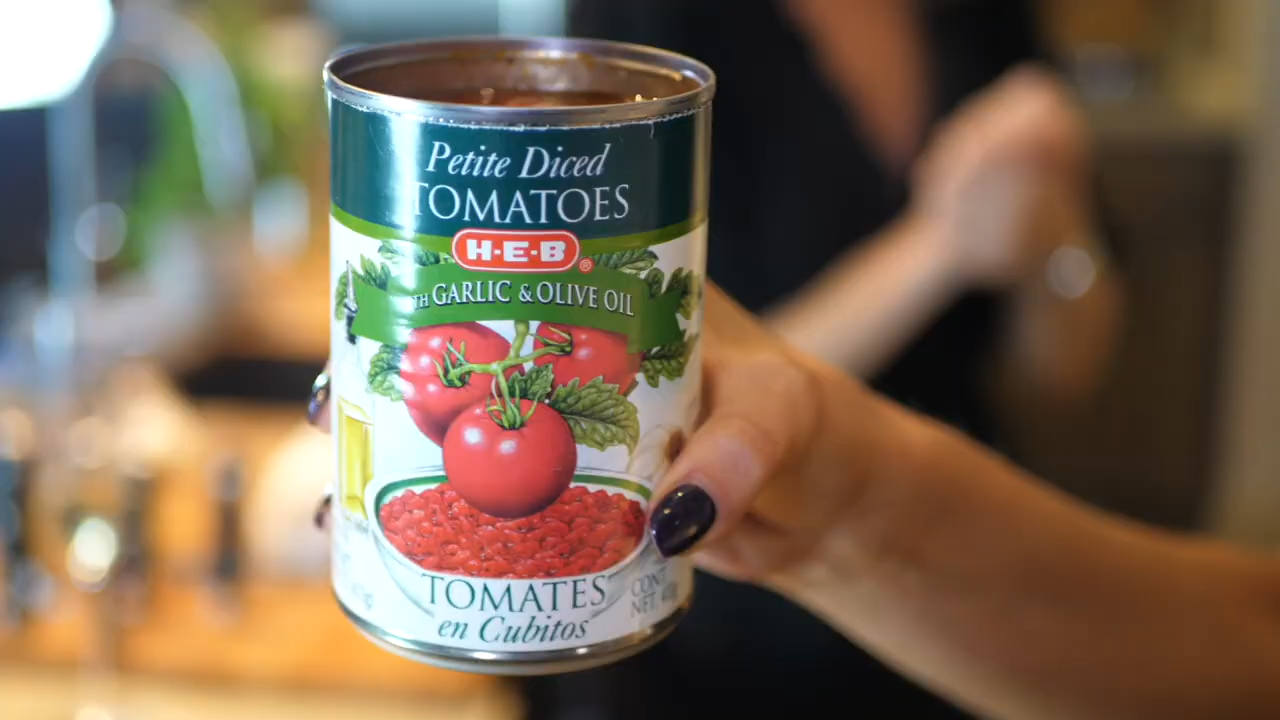 Petite Diced
TOMATOES
H-E-B
GARLIC & OLIVE OIL
TOMATES
en Cubitos
CONT.
NET.